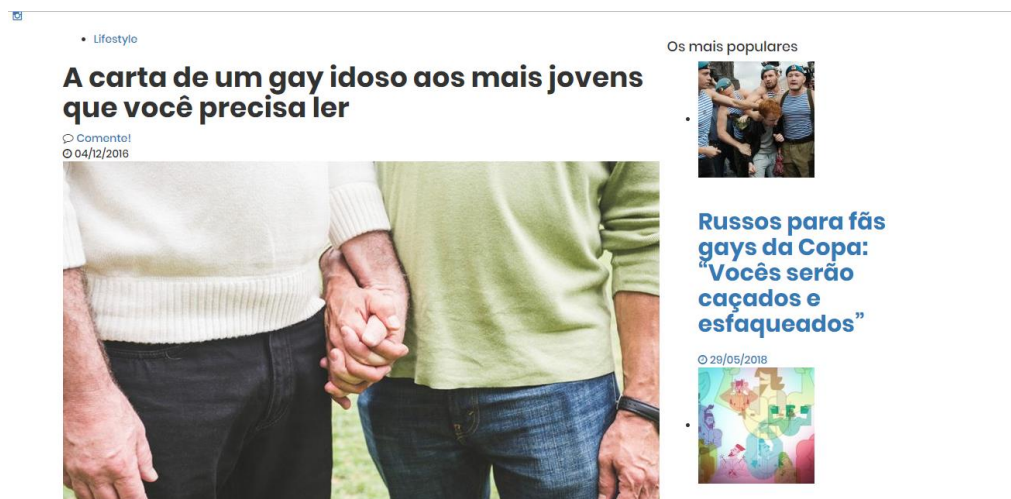 Lifestyle
A carta de um gay idoso aos mais jovens
que você precisa ler
Comente!
04/12/2016
Os mais populares
Russos para fãs
gays da Copa:
“Vocês serão
caçados e
esfaqueados”
29/05/2018